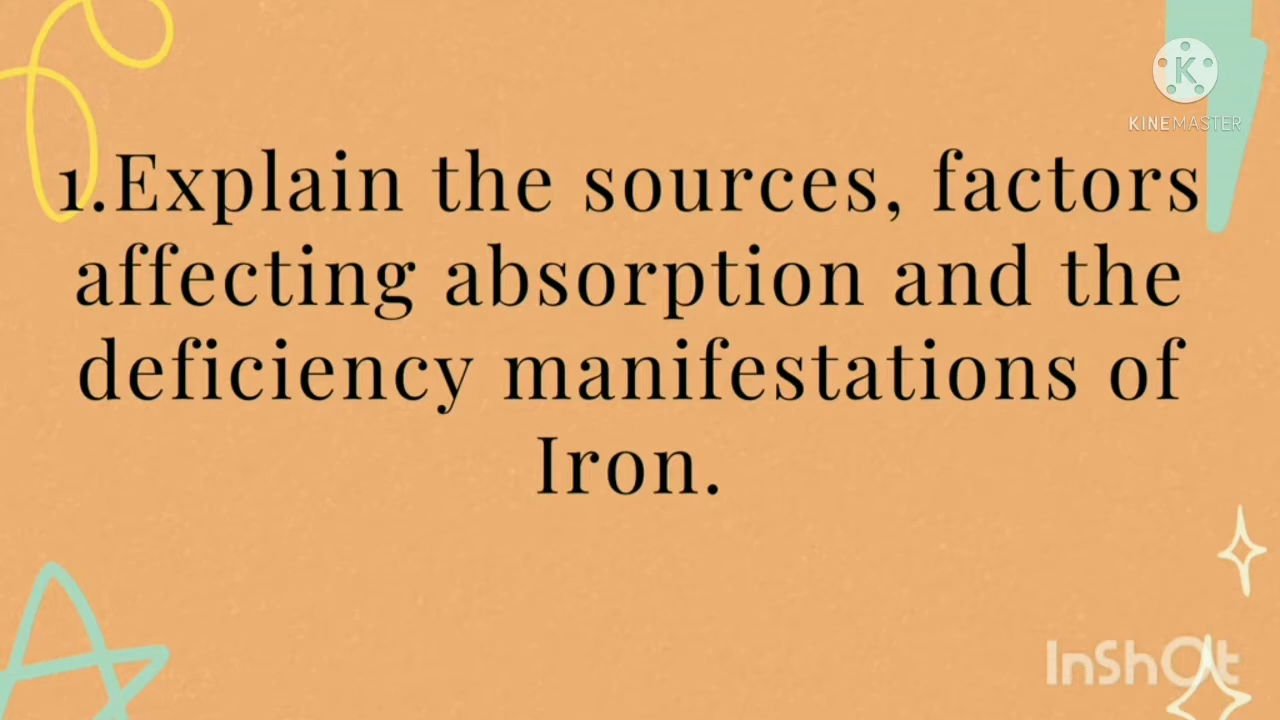 KINEMASTER
1.Explain the sources, factors
affecting absorption and the
deficiency manifestations of
Iron.
InShOt